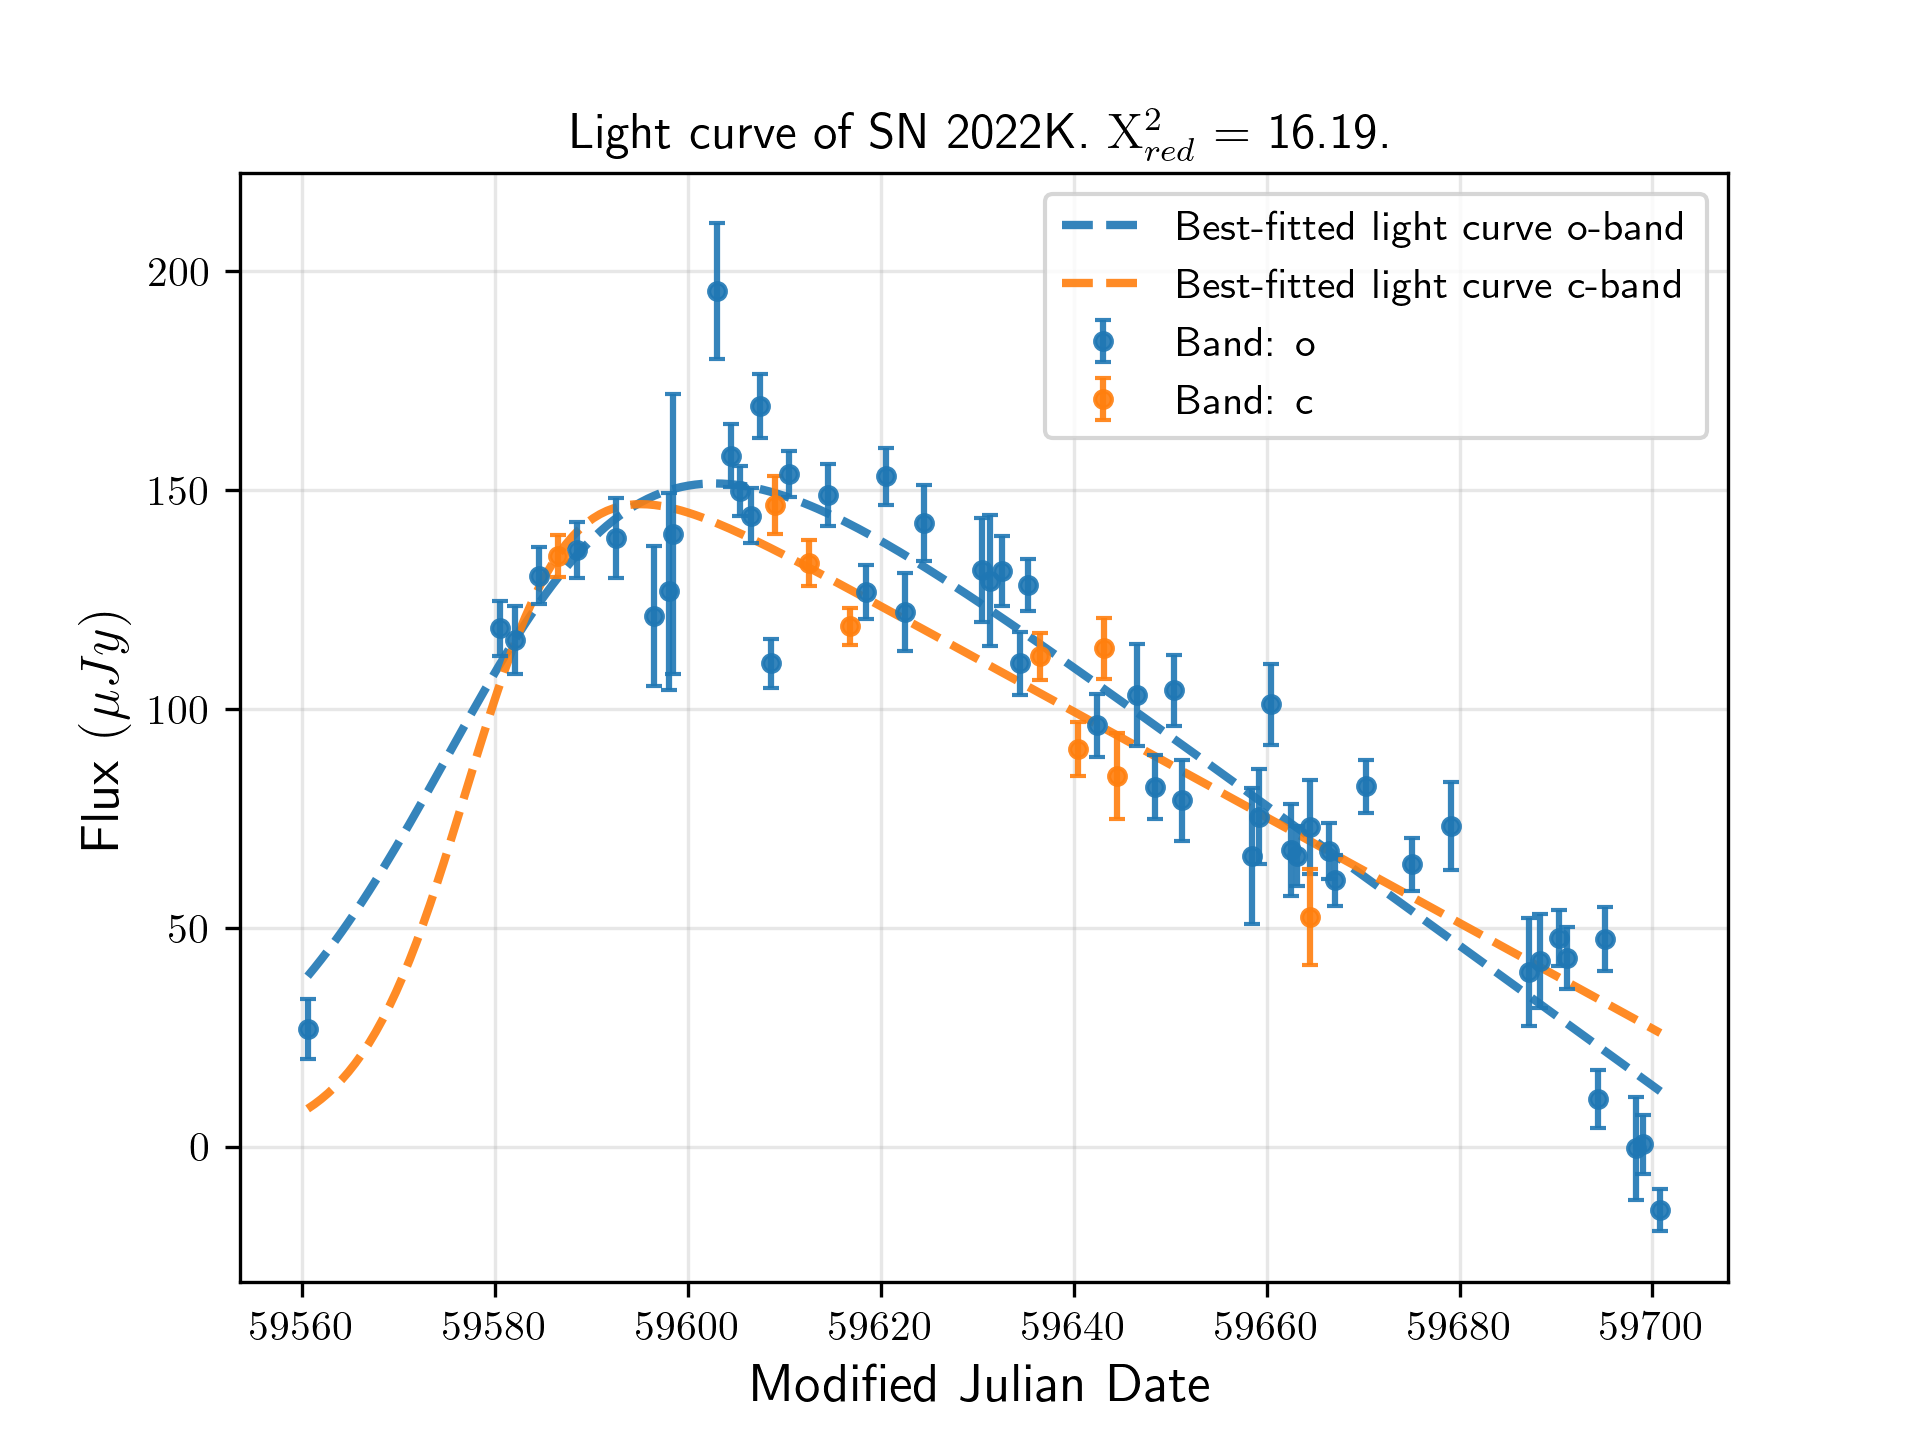 Light curve of SN 2022K. X²_red = 16.19.
Best-fitted light curve o-band
Best-fitted light curve c-band
Band: o
Band: c
Flux (μJy)
200
150
100
50
0
59560 59580 59600 59620 59640 59660 59680 59700
Modified Julian Date